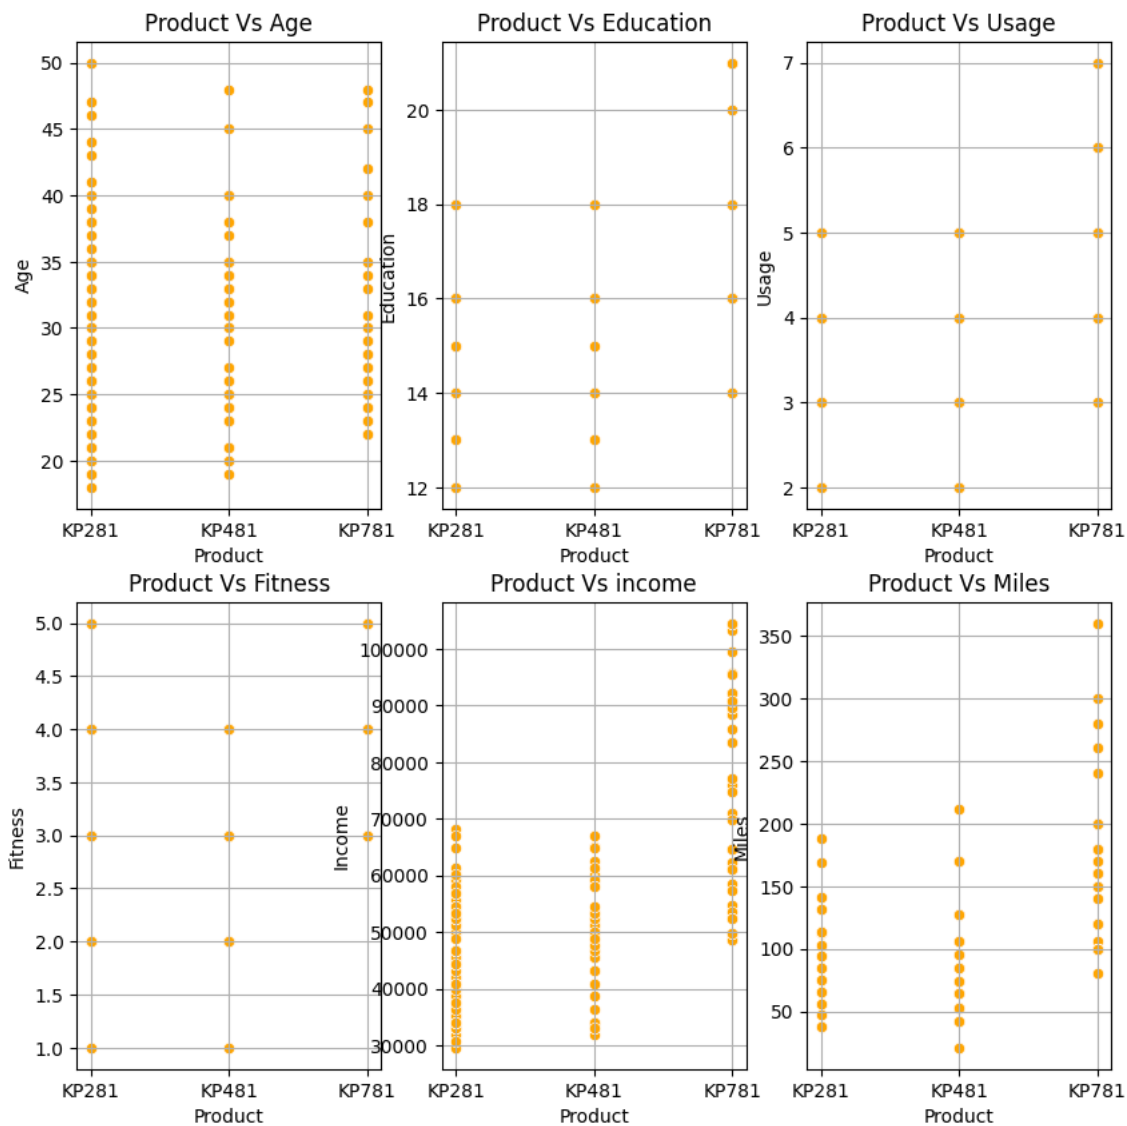 Product Vs Age
50
45
40
35
30
25
20
Age
KP281 KP481 KP781
Product
Product Vs Education
20
18
16
14
12
Education
KP281 KP481 KP781
Product
Product Vs Usage
7
6
5
4
3
2
Usage
KP281 KP481 KP781
Product
Product Vs Fitness
5.0
4.5
4.0
3.5
3.0
2.5
2.0
1.5
1.0
Fitness
KP281 KP481 KP781
Product
Product Vs income
100000
90000
80000
70000
60000
50000
40000
30000
Income
KP281 KP481 KP781
Product
Product Vs Miles
350
300
250
200
150
100
50
Miles
KP281 KP481 KP781
Product